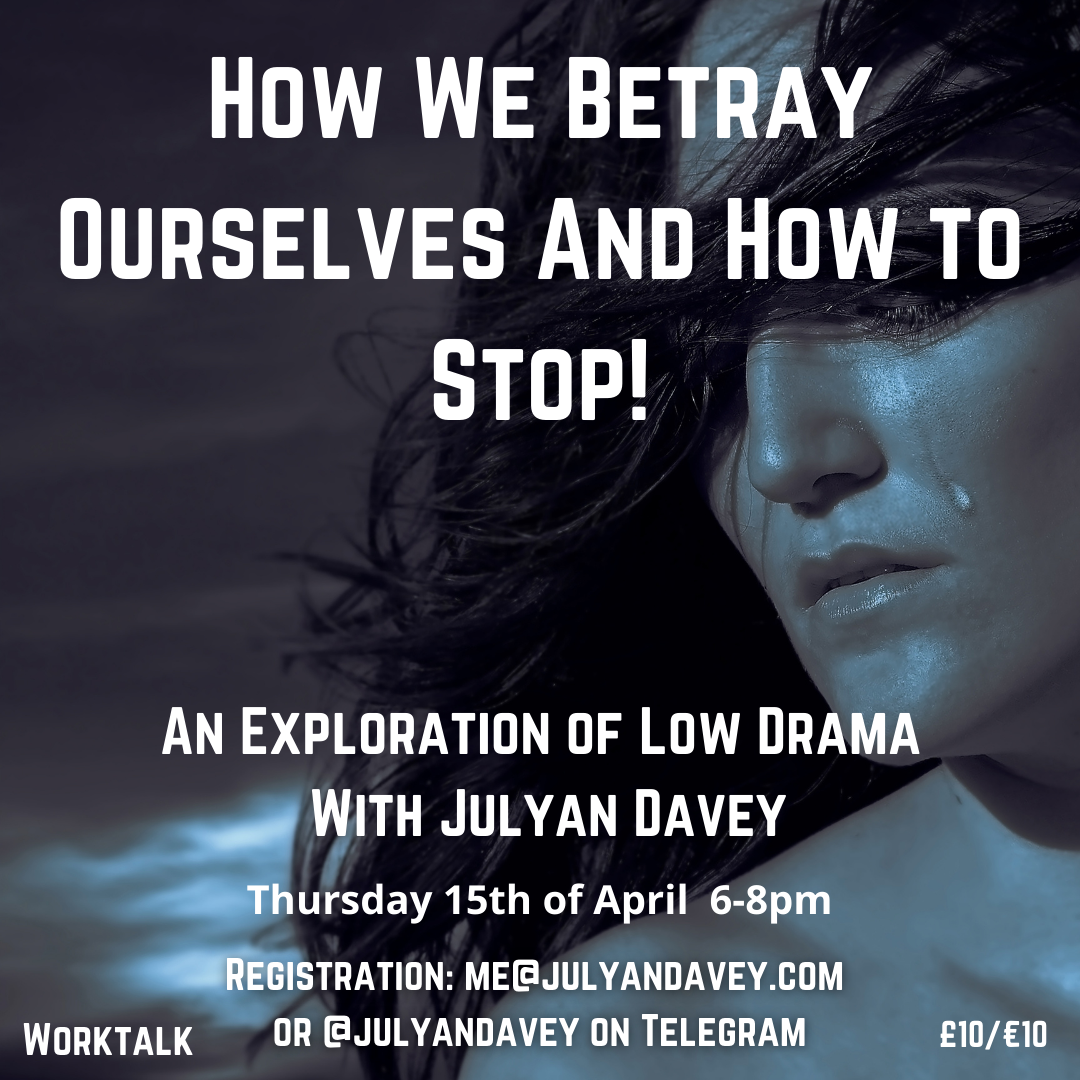 How We Betray
Ourselves And How to
Stop!
An Exploration of Low Drama
With Julyan Davey
Thursday 15th of April 6-8pm
Registration: me@julyandavey.com
or @julyandavey on Telegram
Worktalk
£10/€10